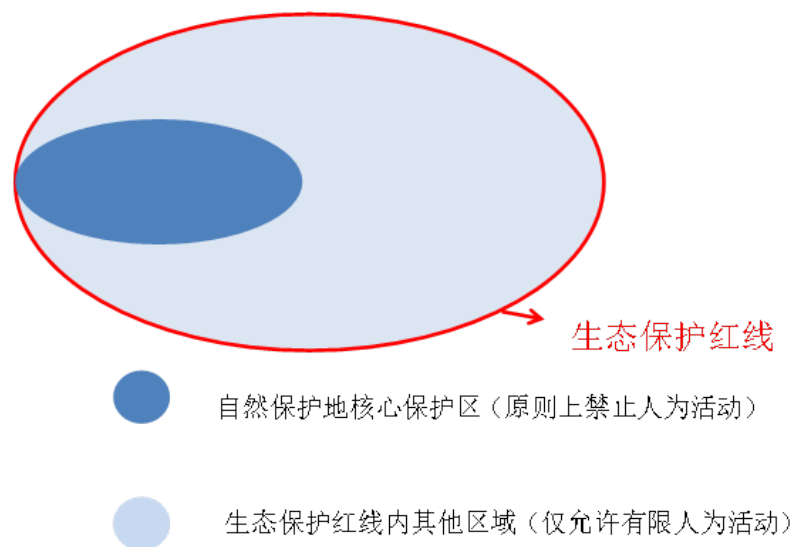 生态保护红线
自然保护地核心保护区（原则上禁止人为活动）
生态保护红线内其他区域（仅允许有限人为活动）